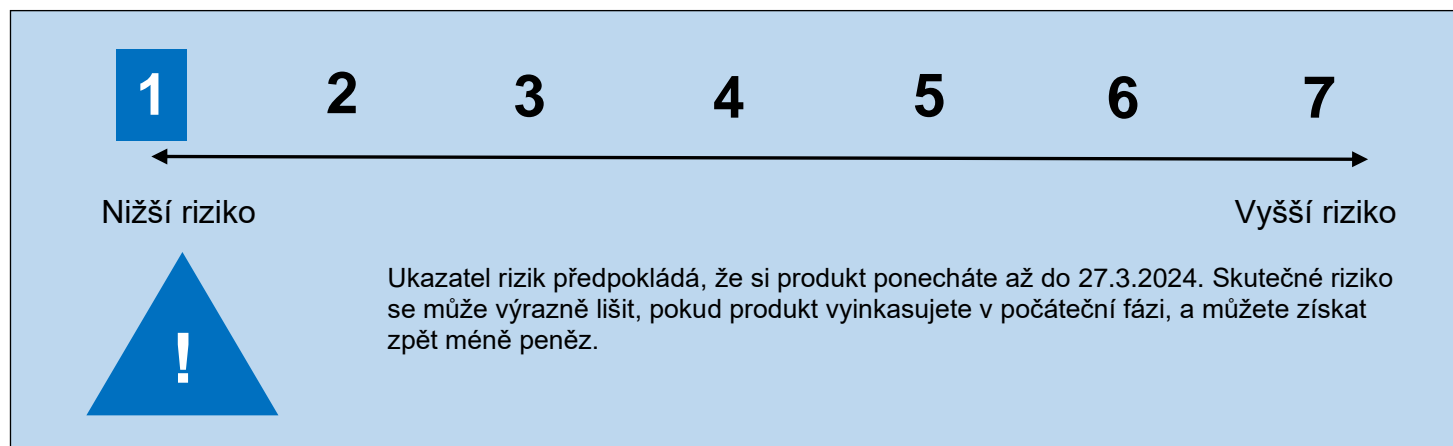 1 2 3 4 5 6 7
Nižší riziko Vyšší riziko
Ukazatel rizik předpokládá, že si produkt ponecháte až do 27.3.2024. Skutečné riziko
se může výrazně lišit, pokud produkt vyinkasujete v počáteční fázi, a můžete získat
zpět méně peněz.
!